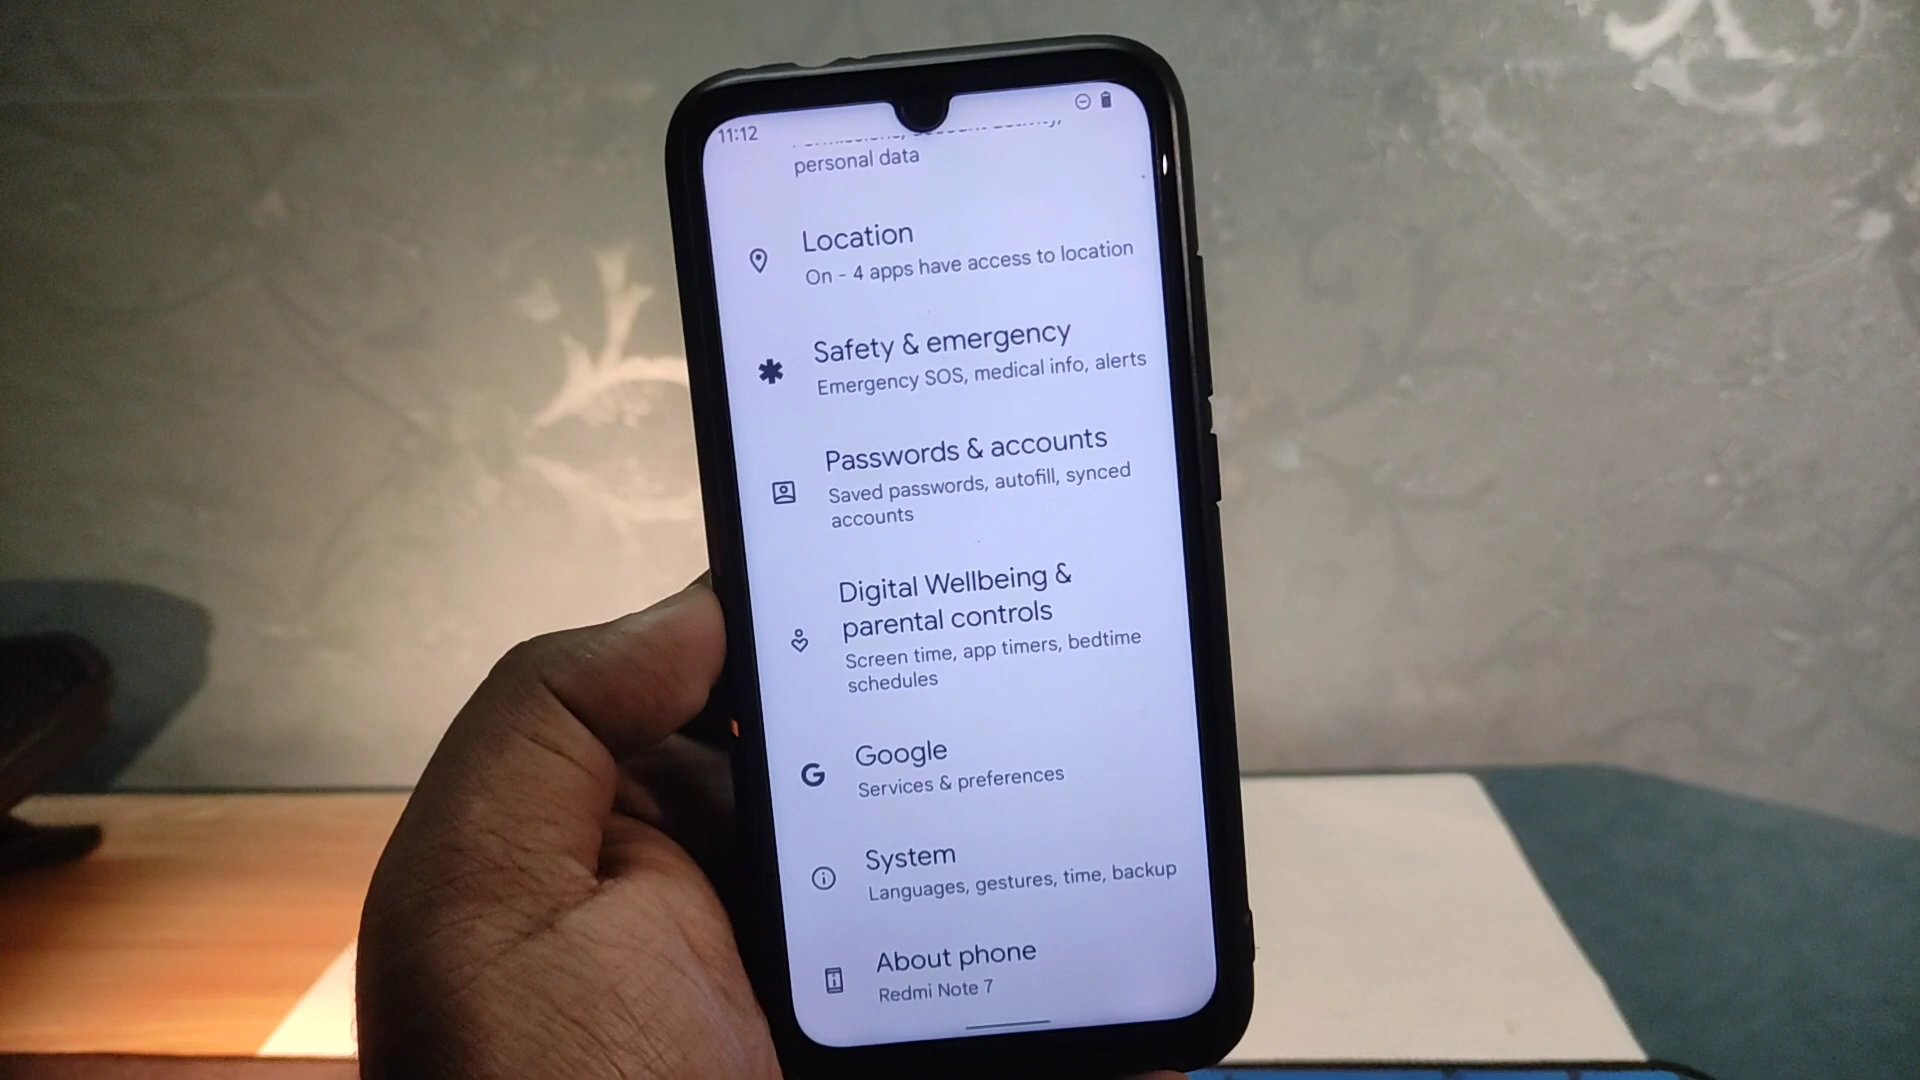 11:12
personal data
Location
On - 4 apps have access to location
Safety & emergency
Emergency SOS, medical info, alerts
Passwords & accounts
Saved passwords, autofill, synced
accounts
Digital Wellbeing &
parental controls
Screen time, app timers, bedtime
schedules
Google
Services & preferences
System
Languages, gestures, time, backup
About phone
Redmi Note 7